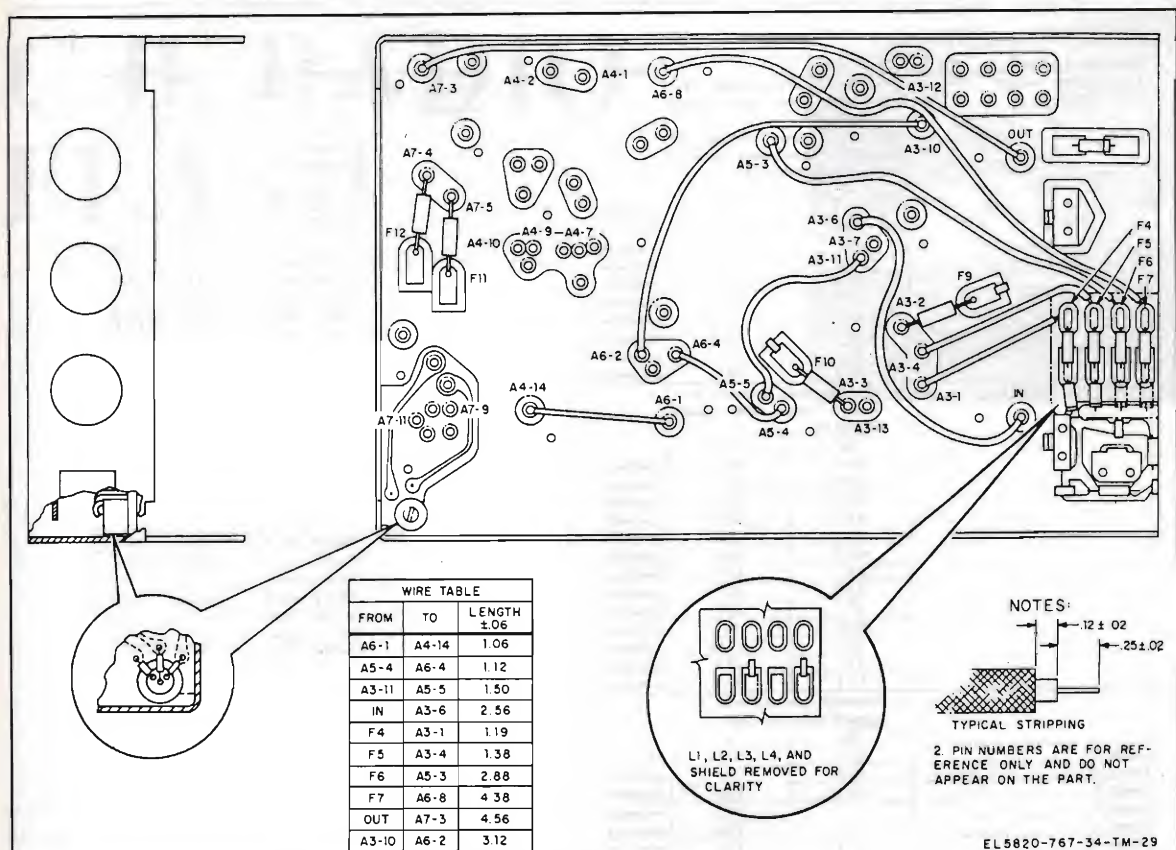 A7-3
A4-2
A4-1
A6-8
A3-12
A3-10
OUT
A5-3
A7-4
A7-5
F12
F11
A4-10
A4-9
A4-7
A3-6
A3-7
A3-11
F4
F5
F6
F7
F9
A3-2
A3-4
A3-1
A6-2
A6-4
F10
A5-5
A5-4
A3-3
A3-13
IN
A4-14
A6-1
A7-11
A7-9
WIRE TABLE
FROM TO LENGTH ±.06
A6-1 A4-14 1.06
A5-4 A6-4 1.12
A3-11 A5-5 1.50
IN A3-6 2.56
F4 A3-1 1.19
F5 A3-4 1.38
F6 A5-3 2.88
F7 A6-8 4.38
OUT A7-3 4.56
A3-10 A6-2 3.12
L1, L2, L3, L4, AND
SHIELD REMOVED FOR
CLARITY
NOTES:
.12 ± 02
.25±.02
TYPICAL STRIPPING
2. PIN NUMBERS ARE FOR REF-
ERENCE ONLY AND DO NOT
APPEAR ON THE PART.
EL5820-767-34-TM-29